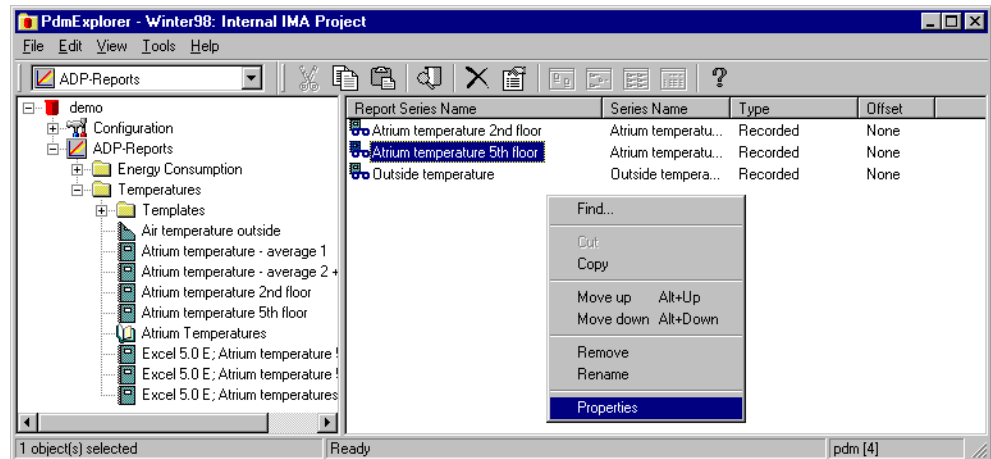 PdmExplorer - Winter98: Internal IMA Project
File Edit View Tools Help
ADP-Reports
demo
Configuration
ADP-Reports
Energy Consumption
Temperatures
Templates
Air temperature outside
Atrium temperature - average 1
Atrium temperature - average 2 +
Atrium temperature 2nd floor
Atrium temperature 5th floor
Atrium Temperatures
Excel 5.0 E; Atrium temperature
Excel 5.0 E; Atrium temperature
Excel 5.0 E; Atrium temperatures
Report Series Name Series Name Type Offset
Atrium temperature 2nd floor Atrium temperatu... Recorded None
Atrium temperature 5th floor Atrium temperatu... Recorded None
Outside temperature Outside tempera... Recorded None
Find...
Cut
Copy
Move up Alt+Up
Move down Alt+Down
Remove
Rename
Properties
1 object(s) selected Ready pdm [4]